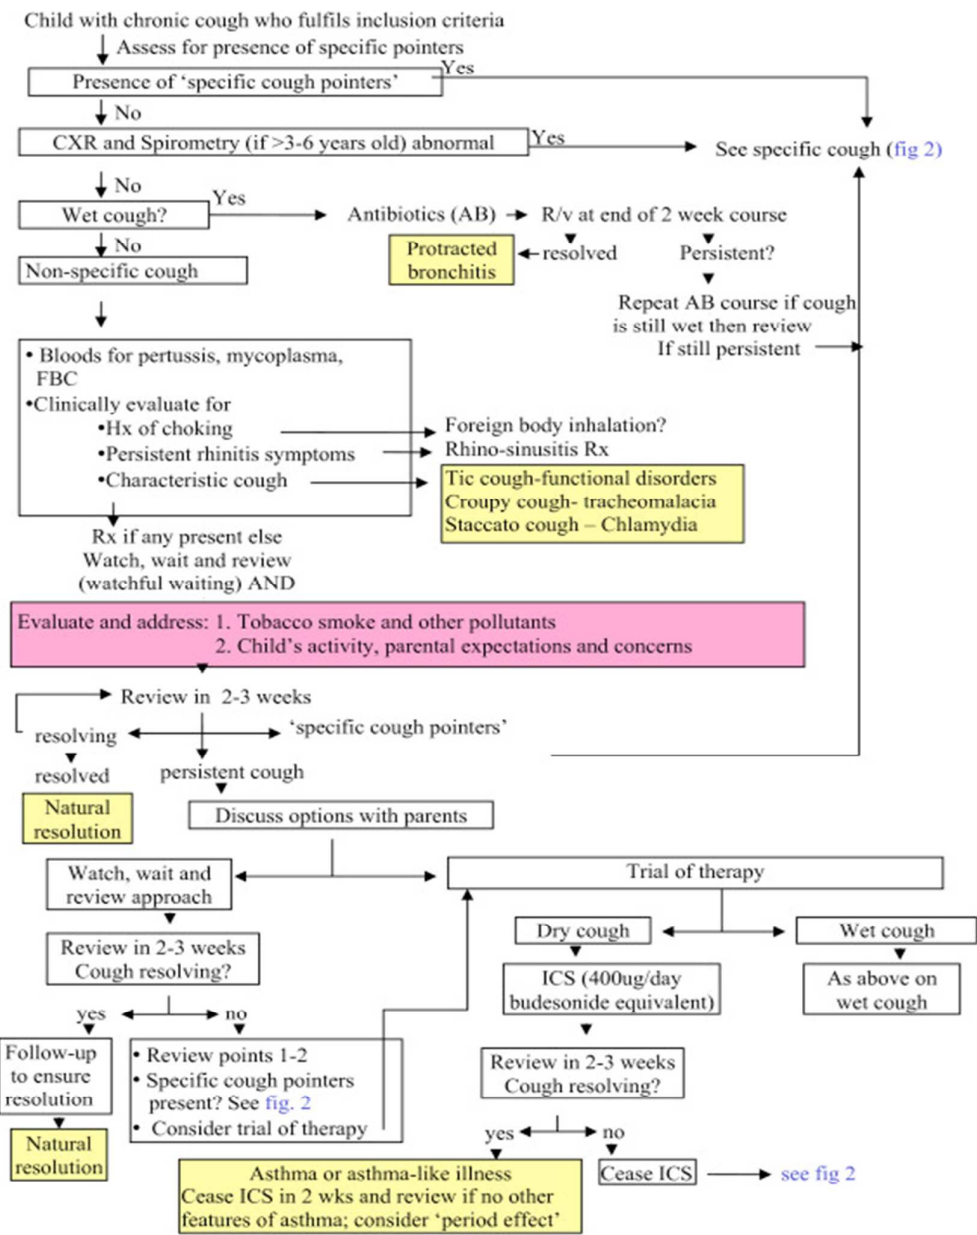 Child with chronic cough who fulfils inclusion criteria
Assess for presence of specific pointers
Presence of ‘specific cough pointers’
Yes
No
CXR and Spirometry (if >3-6 years old) abnormal
Yes
See specific cough (fig 2)
No
Wet cough?
Yes
Antibiotics (AB)
R/v at end of 2 week course
No
Protracted
bronchitis
resolved
Persistent?
Non-specific cough
Repeat AB course if cough
is still wet then review
If still persistent
• Bloods for pertussis, mycoplasma,
FBC
•Clinically evaluate for
•Hx of choking
Foreign body inhalation?
•Persistent rhinitis symptoms
Rhino-sinusitis Rx
•Characteristic cough
Tic cough-functional disorders
Croupy cough- tracheomalacia
Staccato cough – Chlamydia
Rx if any present else
Watch, wait and review
(watchful waiting) AND
Evaluate and address: 1. Tobacco smoke and other pollutants
2. Child’s activity, parental expectations and concerns
Review in 2-3 weeks
resolving
‘specific cough pointers’
resolved
persistent cough
Natural
resolution
Discuss options with parents
Watch, wait and
review approach
Trial of therapy
Review in 2-3 weeks
Cough resolving?
Dry cough
Wet cough
ICS (400ug/day
budesonide equivalent)
As above on
wet cough
yes
no
Follow-up
to ensure
resolution
• Review points 1-2
• Specific cough pointers
present? See fig. 2
• Consider trial of therapy
Review in 2-3 weeks
Cough resolving?
Natural
resolution
yes
no
Asthma or asthma-like illness
Cease ICS in 2 wks and review if no other
features of asthma; consider ‘period effect’
Cease ICS
see fig 2